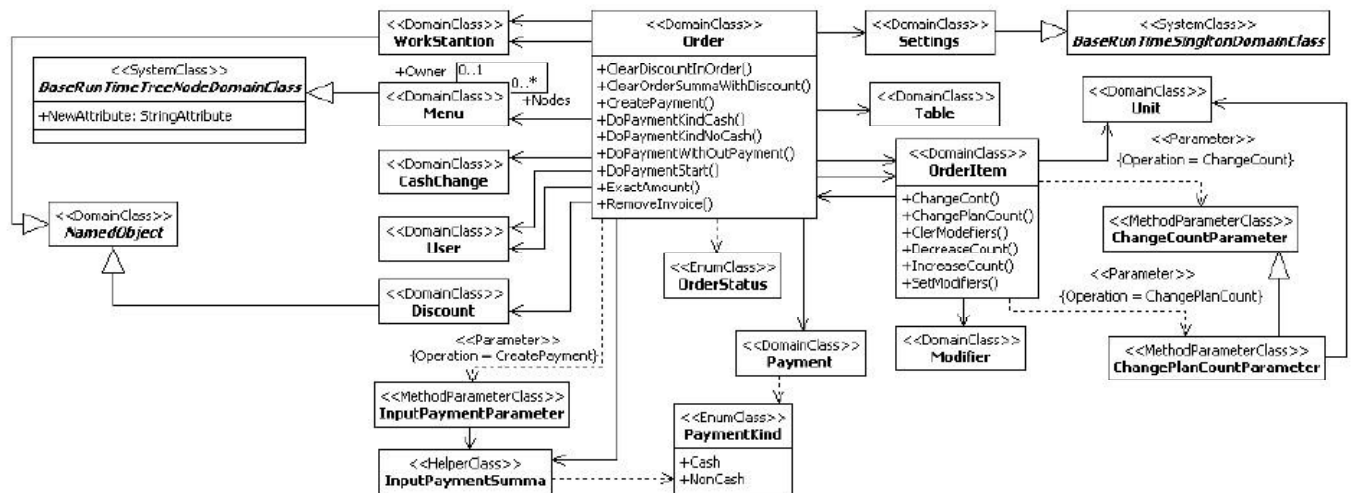 <<DomainClass>>
WorkStantion
<<DomainClass>>
Order
+ClearDiscountInOrder()
+ClearOrderSummaWithDiscount()
+CreatePayment()
+DoPaymentKindCash()
+DoPaymentKindNoCash()
+DoPaymentWithOutPayment()
+DoPaymentStart()
+ExactAmount()
+RemoveInvoice()
<<DomainClass>>
Settings
<<SystemClass>>
BaseRunTimeSingltonDomainClass
<<SystemClass>>
BaseRunTimeTreeNodeDomainClass
+NewAttribute: StringAttribute
+Owner
0..1
0..*
+Nodes
<<DomainClass>>
Menu
<<DomainClass>>
Table
<<DomainClass>>
Unit
<<Parameter>>
{Operation = ChangeCount}
<<DomainClass>>
CashChange
<<DomainClass>>
OrderItem
+ChangeCont()
+ChangePlanCount()
+ClerModefiers()
+DecreaseCount()
+IncreaseCount()
+SetModifiers()
<<DomainClass>>
NamedObject
<<DomainClass>>
User
<<MethodParameterClass>>
ChangeCountParameter
<<EnumClass>>
OrderStatus
<<Parameter>>
{Operation = ChangePlanCount}
<<DomainClass>>
Discount
<<Parameter>>
{Operation = CreatePayment}
<<DomainClass>>
Payment
<<DomainClass>>
Modifier
<<MethodParameterClass>>
ChangePlanCountParameter
<<MethodParameterClass>>
InputPaymentParameter
<<EnumClass>>
PaymentKind
+Cash
+NonCash
<<HelperClass>>
InputPaymentSumma